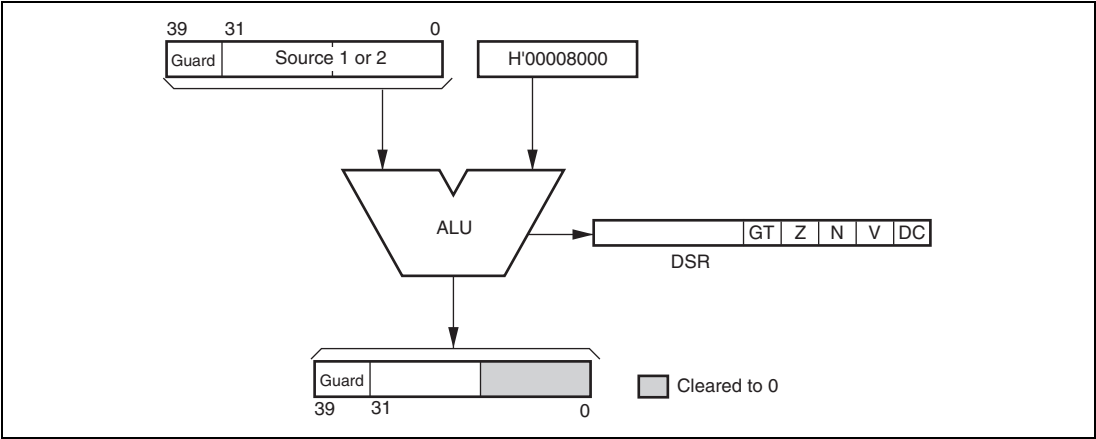 39 31 0
Guard Source 1 or 2 H'00008000
ALU
GT Z N V DC
DSR
Guard
39 31 0
Cleared to 0